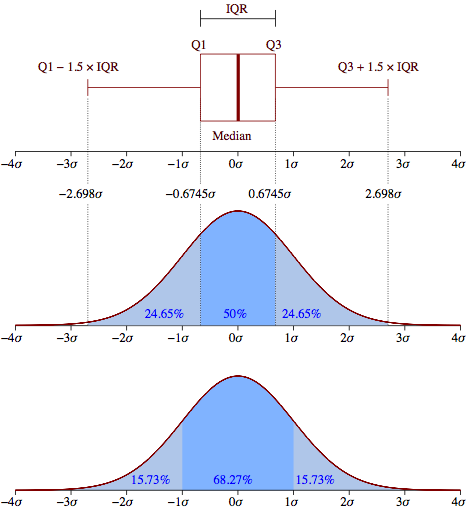 IQR
Q1 Q3
Q1 − 1.5 × IQR Q3 + 1.5 × IQR
Median
−4σ −3σ −2σ −1σ 0σ 1σ 2σ 3σ 4σ
−2.698σ −0.6745σ 0.6745σ 2.698σ
24.65% 50% 24.65%
−4σ −3σ −2σ −1σ 0σ 1σ 2σ 3σ 4σ
15.73% 68.27% 15.73%
−4σ −3σ −2σ −1σ 0σ 1σ 2σ 3σ 4σ